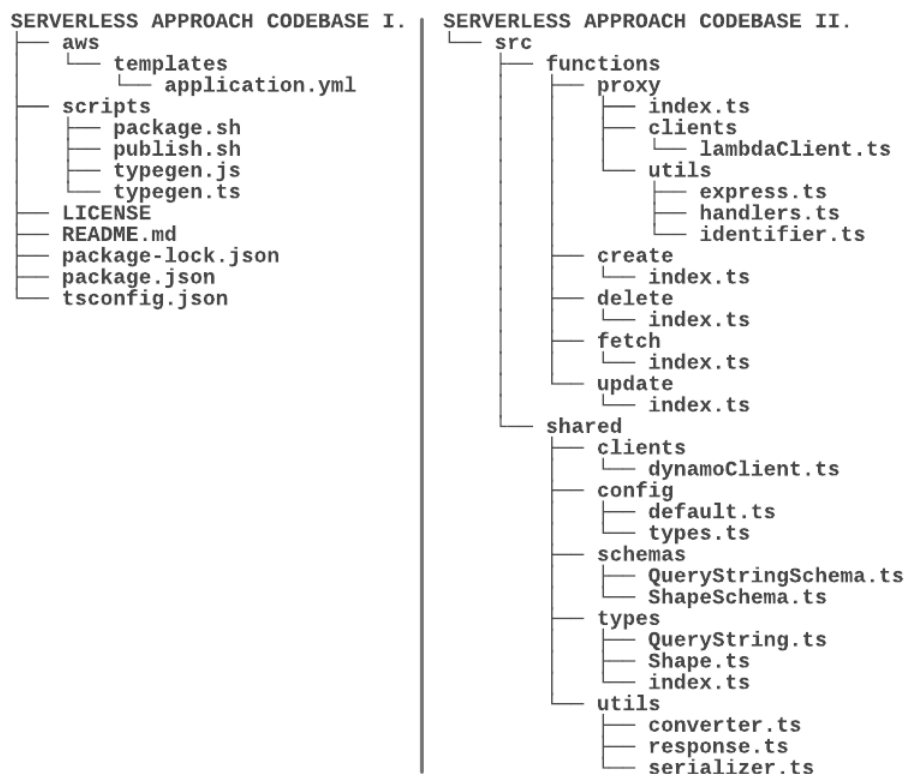 SERVERLESS APPROACH CODEBASE I.
├── aws
│   └── templates
│       └── application.yml
├── scripts
│   ├── package.sh
│   ├── publish.sh
│   ├── typegen.js
│   └── typegen.ts
├── LICENSE
├── README.md
├── package-lock.json
├── package.json
└── tsconfig.json
SERVERLESS APPROACH CODEBASE II.
└── src
    ├── functions
    │   ├── proxy
    │   │   ├── index.ts
    │   │   ├── clients
    │   │   │   └── lambdaClient.ts
    │   │   └── utils
    │   │       ├── express.ts
    │   │       ├── handlers.ts
    │   │       └── identifier.ts
    │   ├── create
    │   │   └── index.ts
    │   ├── delete
    │   │   └── index.ts
    │   ├── fetch
    │   │   └── index.ts
    │   └── update
    │       └── index.ts
    └── shared
        ├── clients
        │   └── dynamoClient.ts
        ├── config
        │   ├── default.ts
        │   └── types.ts
        ├── schemas
        │   ├── QueryStringSchema.ts
        │   └── ShapeSchema.ts
        ├── types
        │   ├── QueryString.ts
        │   ├── Shape.ts
        │   └── index.ts
        └── utils
            ├── converter.ts
            ├── response.ts
            └── serializer.ts